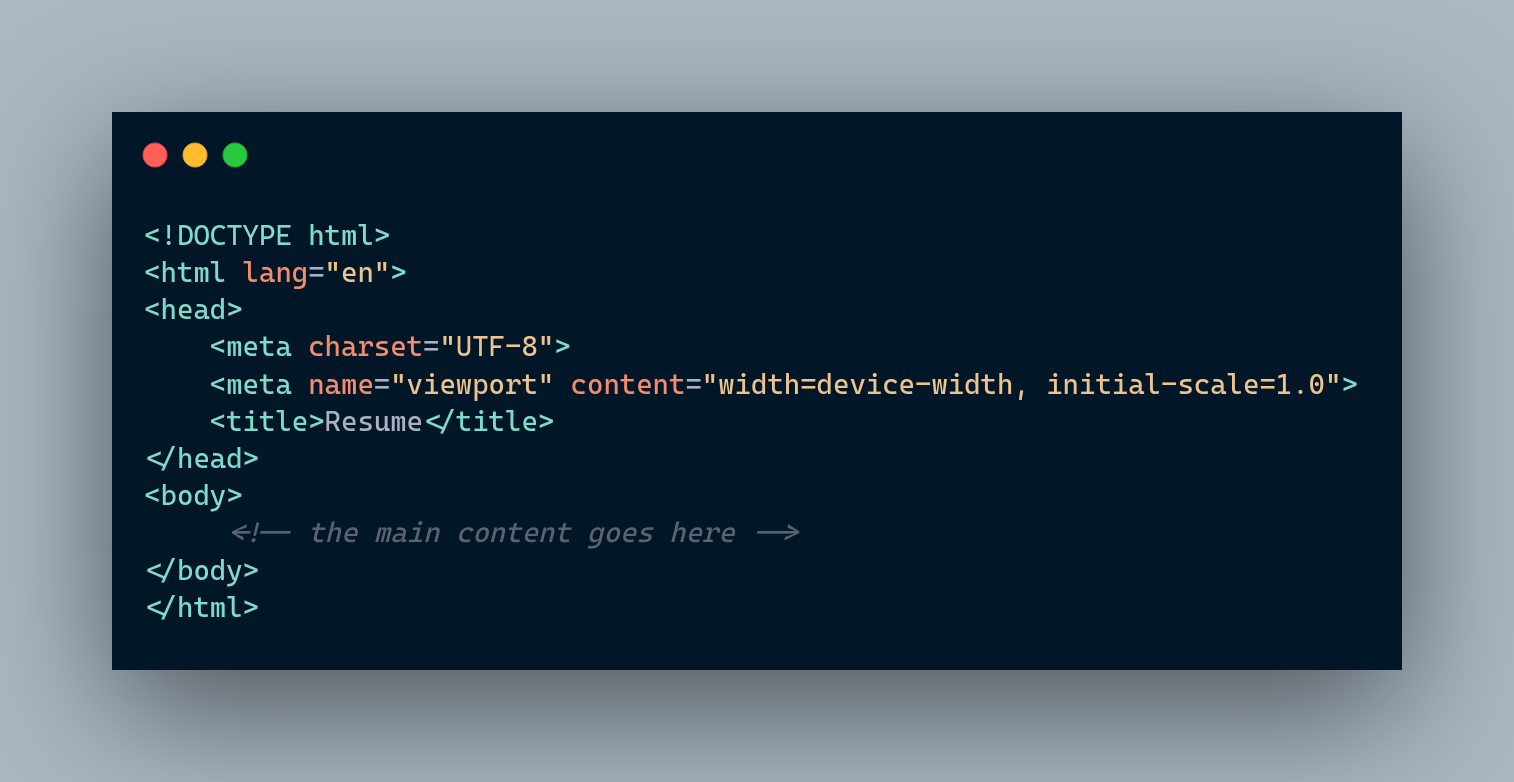 <!DOCTYPE html>
<html lang="en">
<head>
    <meta charset="UTF-8">
    <meta name="viewport" content="width=device-width, initial-scale=1.0">
    <title>Resume</title>
</head>
<body>
     <!-- the main content goes here -->
</body>
</html>